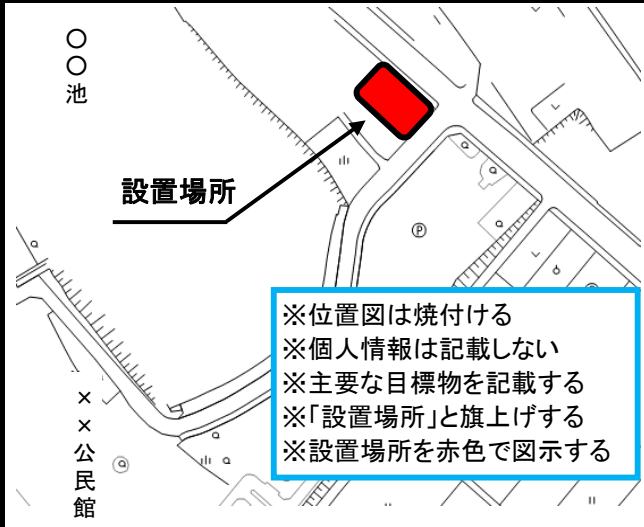 〇〇池
設置場所
Ⓟ
※位置図は焼付ける
※個人情報は記載しない
※主要な目標物を記載する
※「設置場所」と旗上げする
※設置場所を赤色で図示する
××公民館